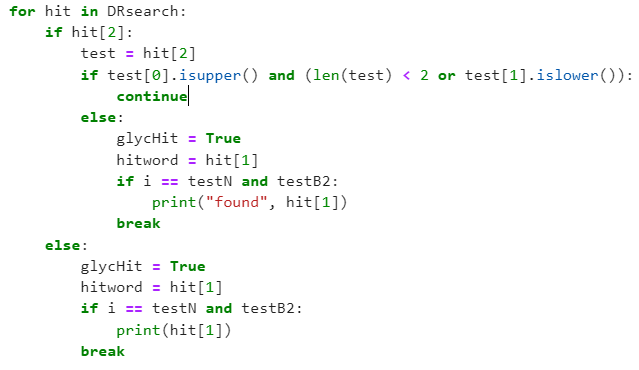 for hit in DRsearch:
    if hit[2]:
        test = hit[2]
        if test[0].isupper() and (len(test) < 2 or test[1].islower()):
            continue
        else:
            glycHit = True
            hitword = hit[1]
            if i == testN and testB2:
                print("found", hit[1])
            break
    else:
        glycHit = True
        hitword = hit[1]
        if i == testN and testB2:
            print(hit[1])
        break